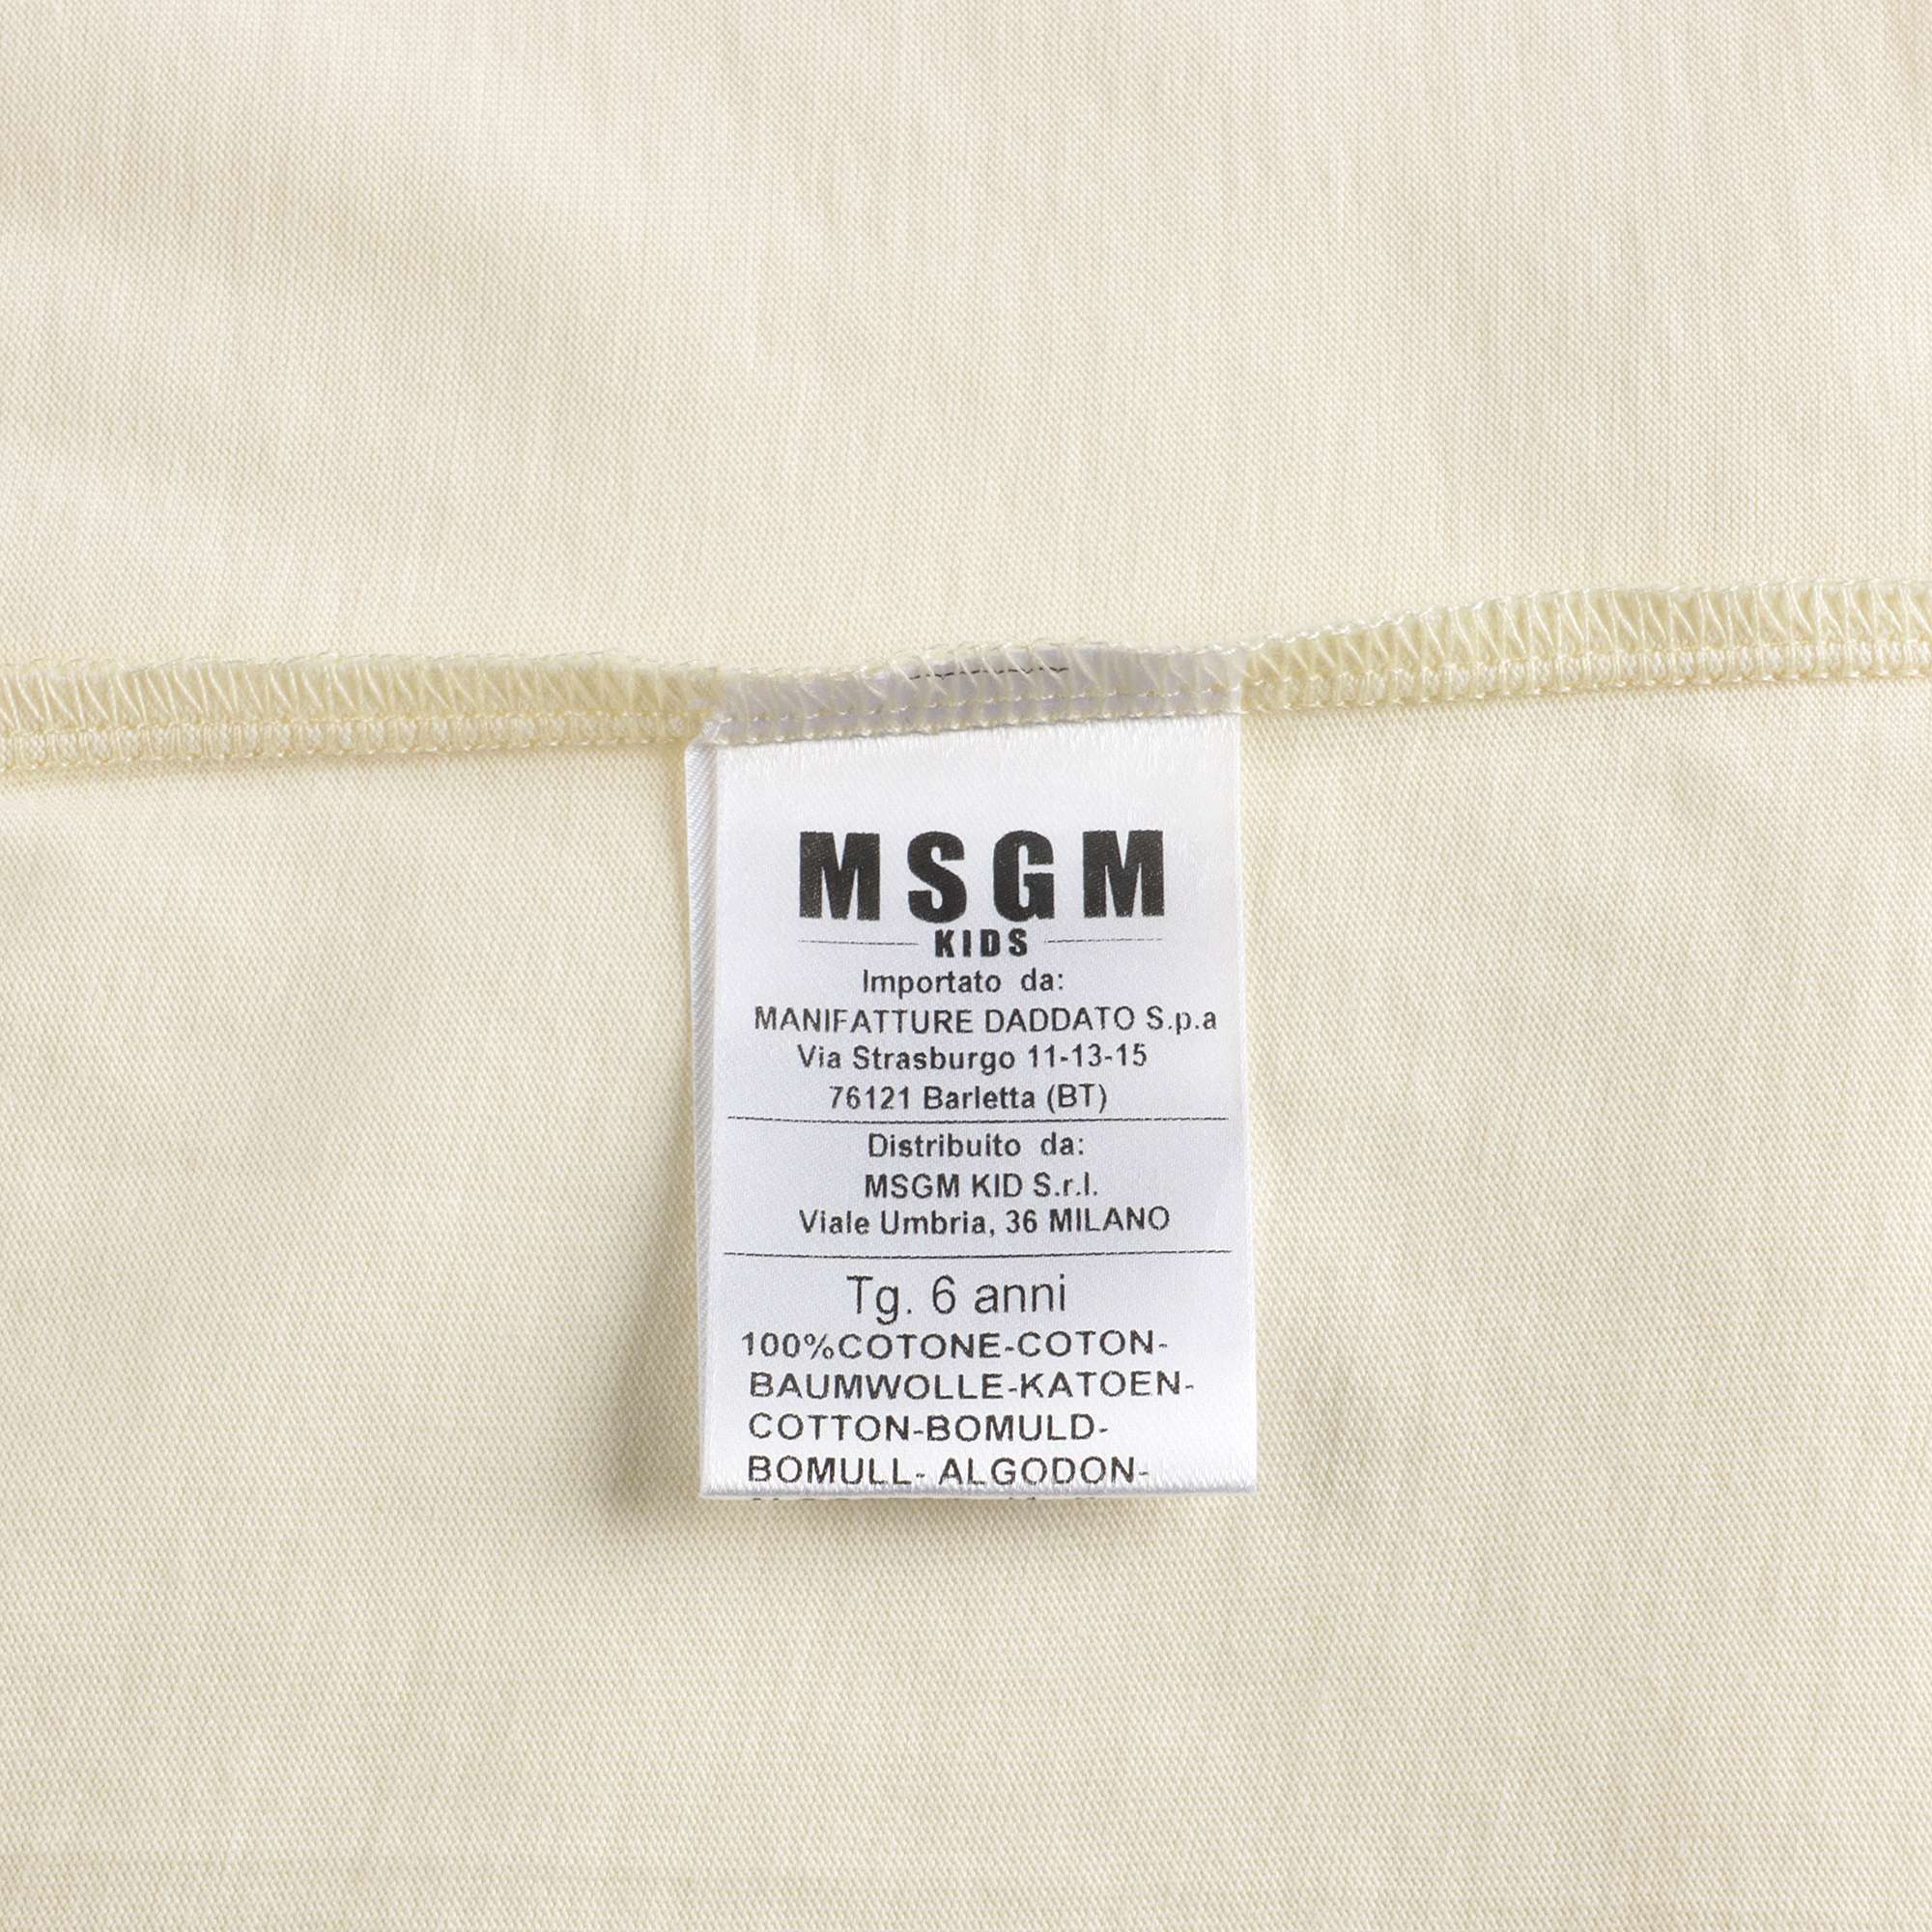 MSGM
KIDS
Importato da:
MANIFATTURE DADDATO S.p.a
Via Strasburgo 11-13-15
76121 Barletta (BT)
Distribuito da:
MSGM KID S.r.l.
Viale Umbria, 36 MILANO
Tg. 6 anni
100%COTONE-COTON-
BAUMWOLLE-KATOEN-
COTTON-BOMULD-
BOMULL- ALGODON-